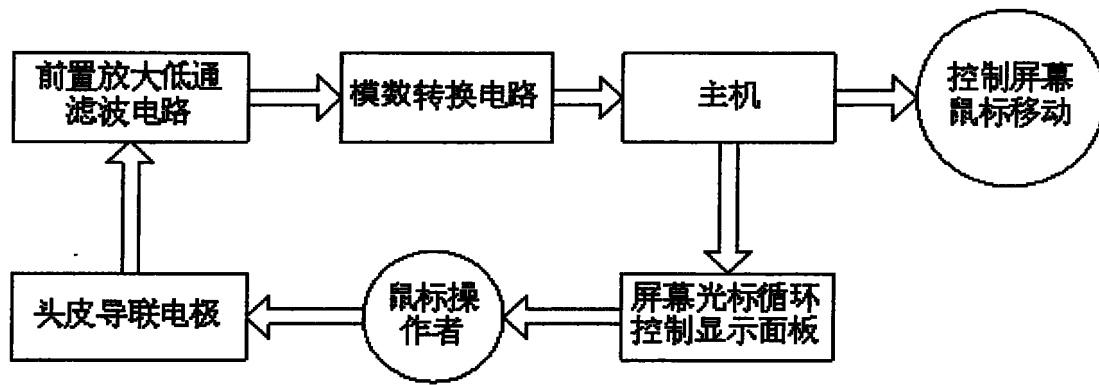 前置放大低通
滤波电路
模数转换电路
主机
控制屏幕
鼠标移动
头皮导联电极
鼠标操
作者
屏幕光标循环
控制显示面板